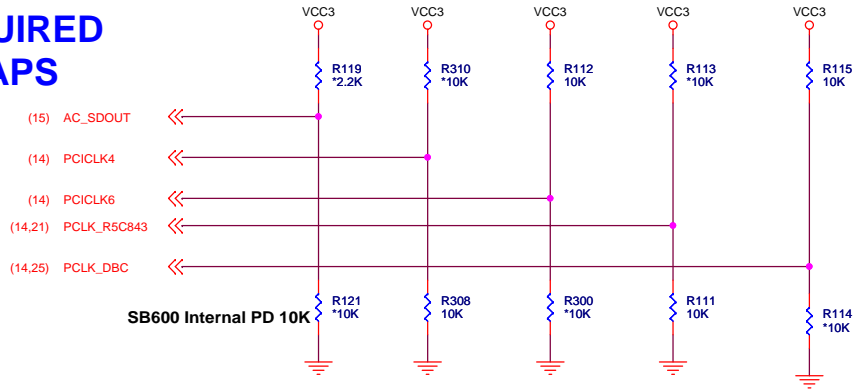 UIRED
APS
VCC3 VCC3 VCC3 VCC3 VCC3
R119 R310 R112 R113 R115
*2.2K *10K 10K *10K 10K
(15) AC_SDOUT
(14) PCICLK4
(14) PCICLK6
(14,21) PCLK_R5C843
(14,25) PCLK_DBC
R121 R308 R300 R111 R114
*10K 10K *10K 10K *10K
SB600 Internal PD 10K